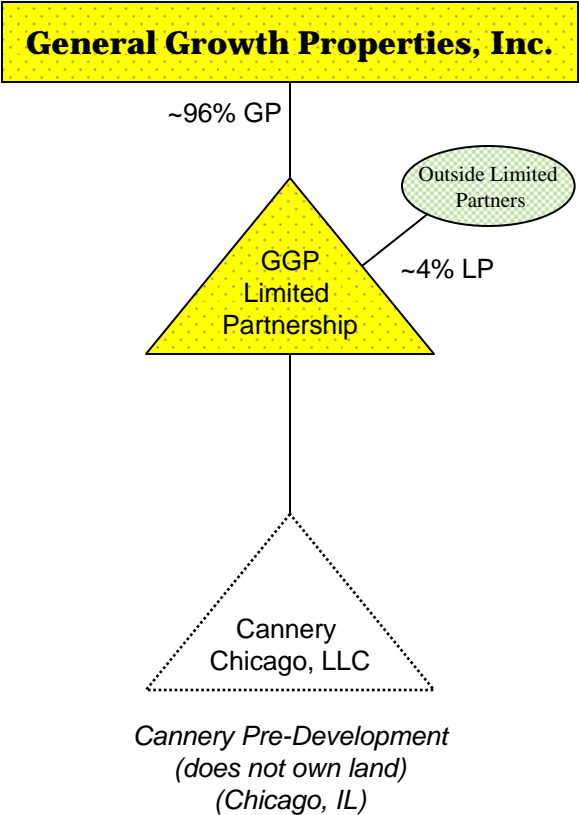 General Growth Properties, Inc.
~96% GP
Outside Limited
Partners
~4% LP
GGP
Limited
Partnership
Cannery
Chicago, LLC
Cannery Pre-Development
(does not own land)
(Chicago, IL)